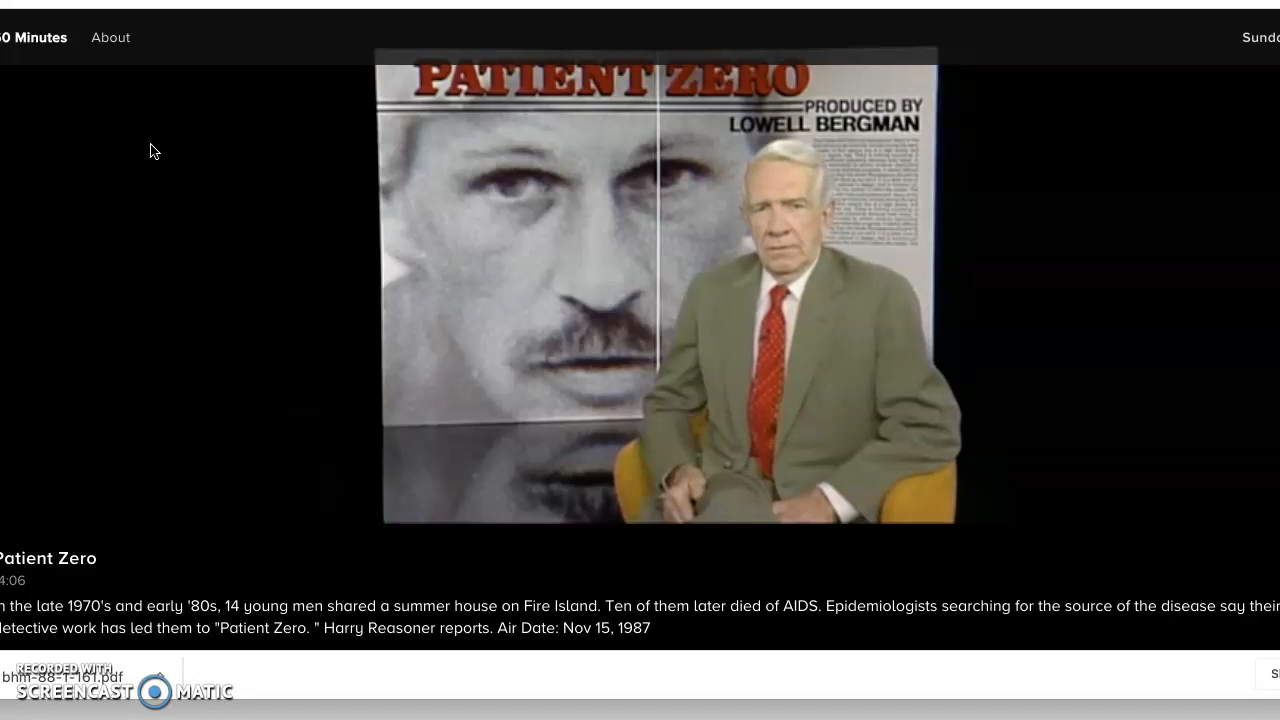 60 Minutes About Sunda
PATIENT ZERO
PRODUCED BY
LOWELL BERGMAN
Patient Zero
4:06
n the late 1970's and early '80s, 14 young men shared a summer house on Fire Island. Ten of them later died of AIDS. Epidemiologists searching for the source of the disease say their
detective work has led them to "Patient Zero. " Harry Reasoner reports. Air Date: Nov 15, 1987
RECORDED WITH
bhm-88-1-161.pdf
SCREENCAST MATIC